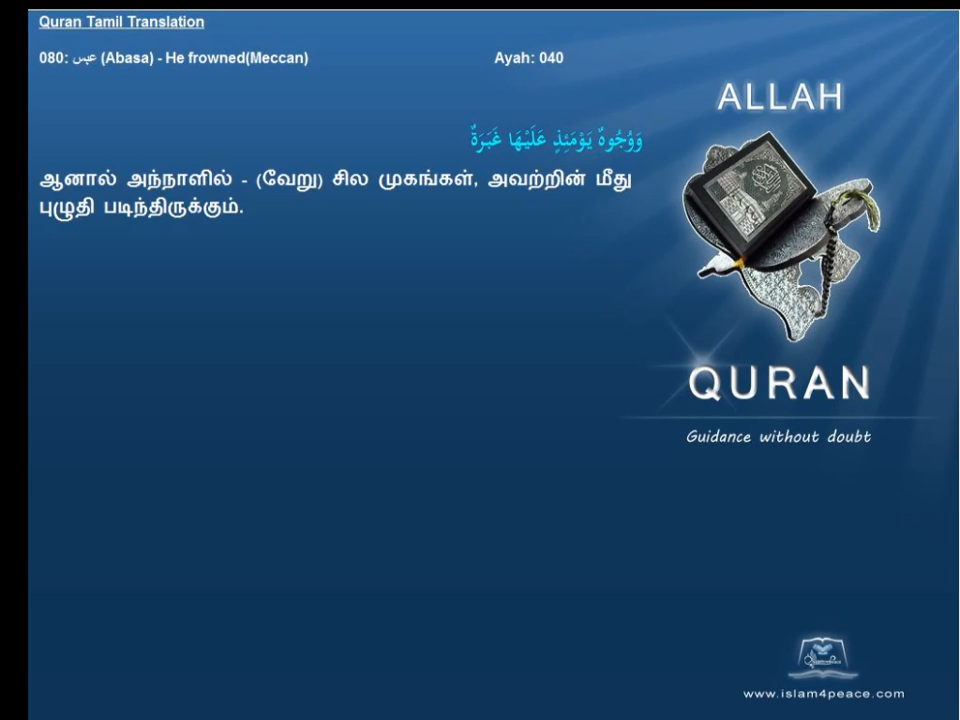 Quran Tamil Translation
080: عبس (Abasa) - He frowned(Meccan) Ayah: 040
وَوُجُوهٌ يَوْمَئِذٍ عَلَيْهَا غَبَرَةٌ
ஆனால் அந்நாளில் - (வேறு) சில முகங்கள், அவற்றின் மீது
புழுதி படிந்திருக்கும்.
ALLAH
QURAN
Guidance without doubt
www.islam4peace.com